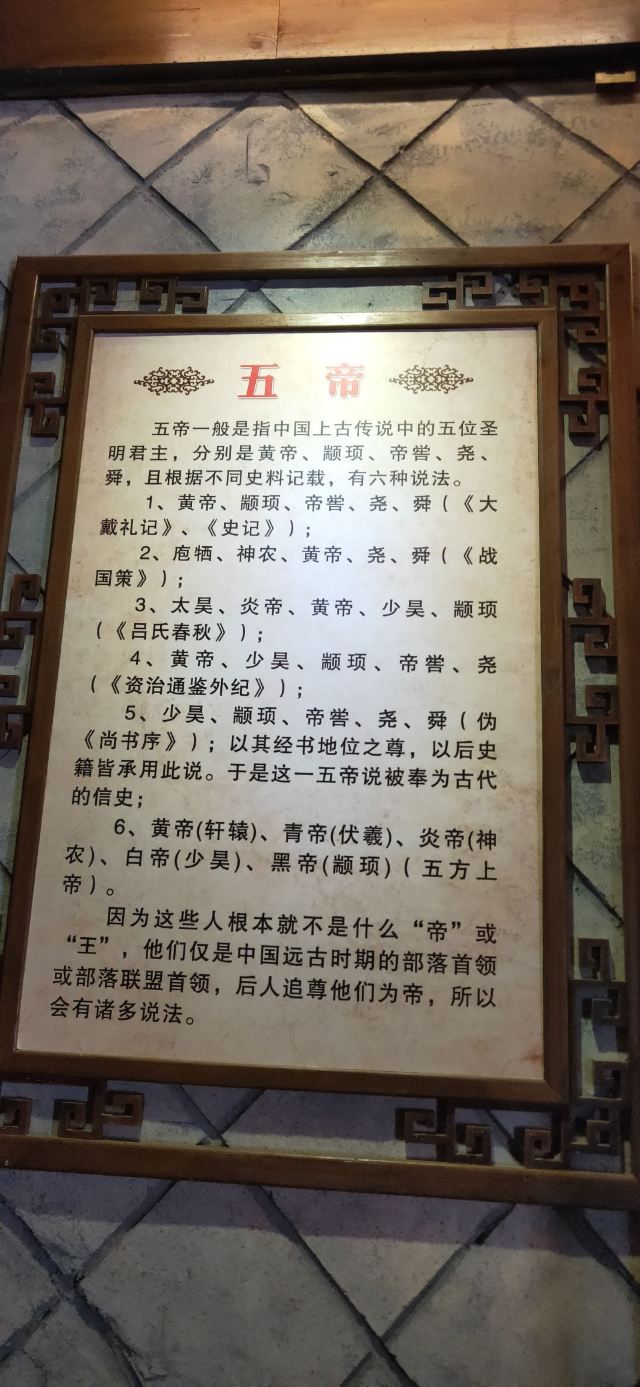 五帝
五帝一般是指中国上古传说中的五位圣
明君主，分别是黄帝、颛顼、帝喾、尧、
舜，且根据不同史料记载，有六种说法。
1、黄帝、颛顼、帝喾、尧、舜（《大
戴礼记》、《史记》）；
2、庖牺、神农、黄帝、尧、舜（《战
国策》）；
3、太昊、炎帝、黄帝、少昊、颛顼
（《吕氏春秋》）；
4、黄帝、少昊、颛顼、帝喾、尧
（《资治通鉴外纪》）；
5、少昊、颛顼、帝喾、尧、舜（伪
《尚书序》）；以其经书地位之尊，以后史
籍皆承用此说。于是这一五帝说被奉为古代
的信史；
6、黄帝(轩辕)、青帝(伏羲)、炎帝(神
农)、白帝(少昊)、黑帝(颛顼)（五方上
帝）。
因为这些人根本就不是什么“帝”或
“王”，他们仅是中国远古时期的部落首领
或部落联盟首领，后人追尊他们为帝，所以
会有诸多说法。